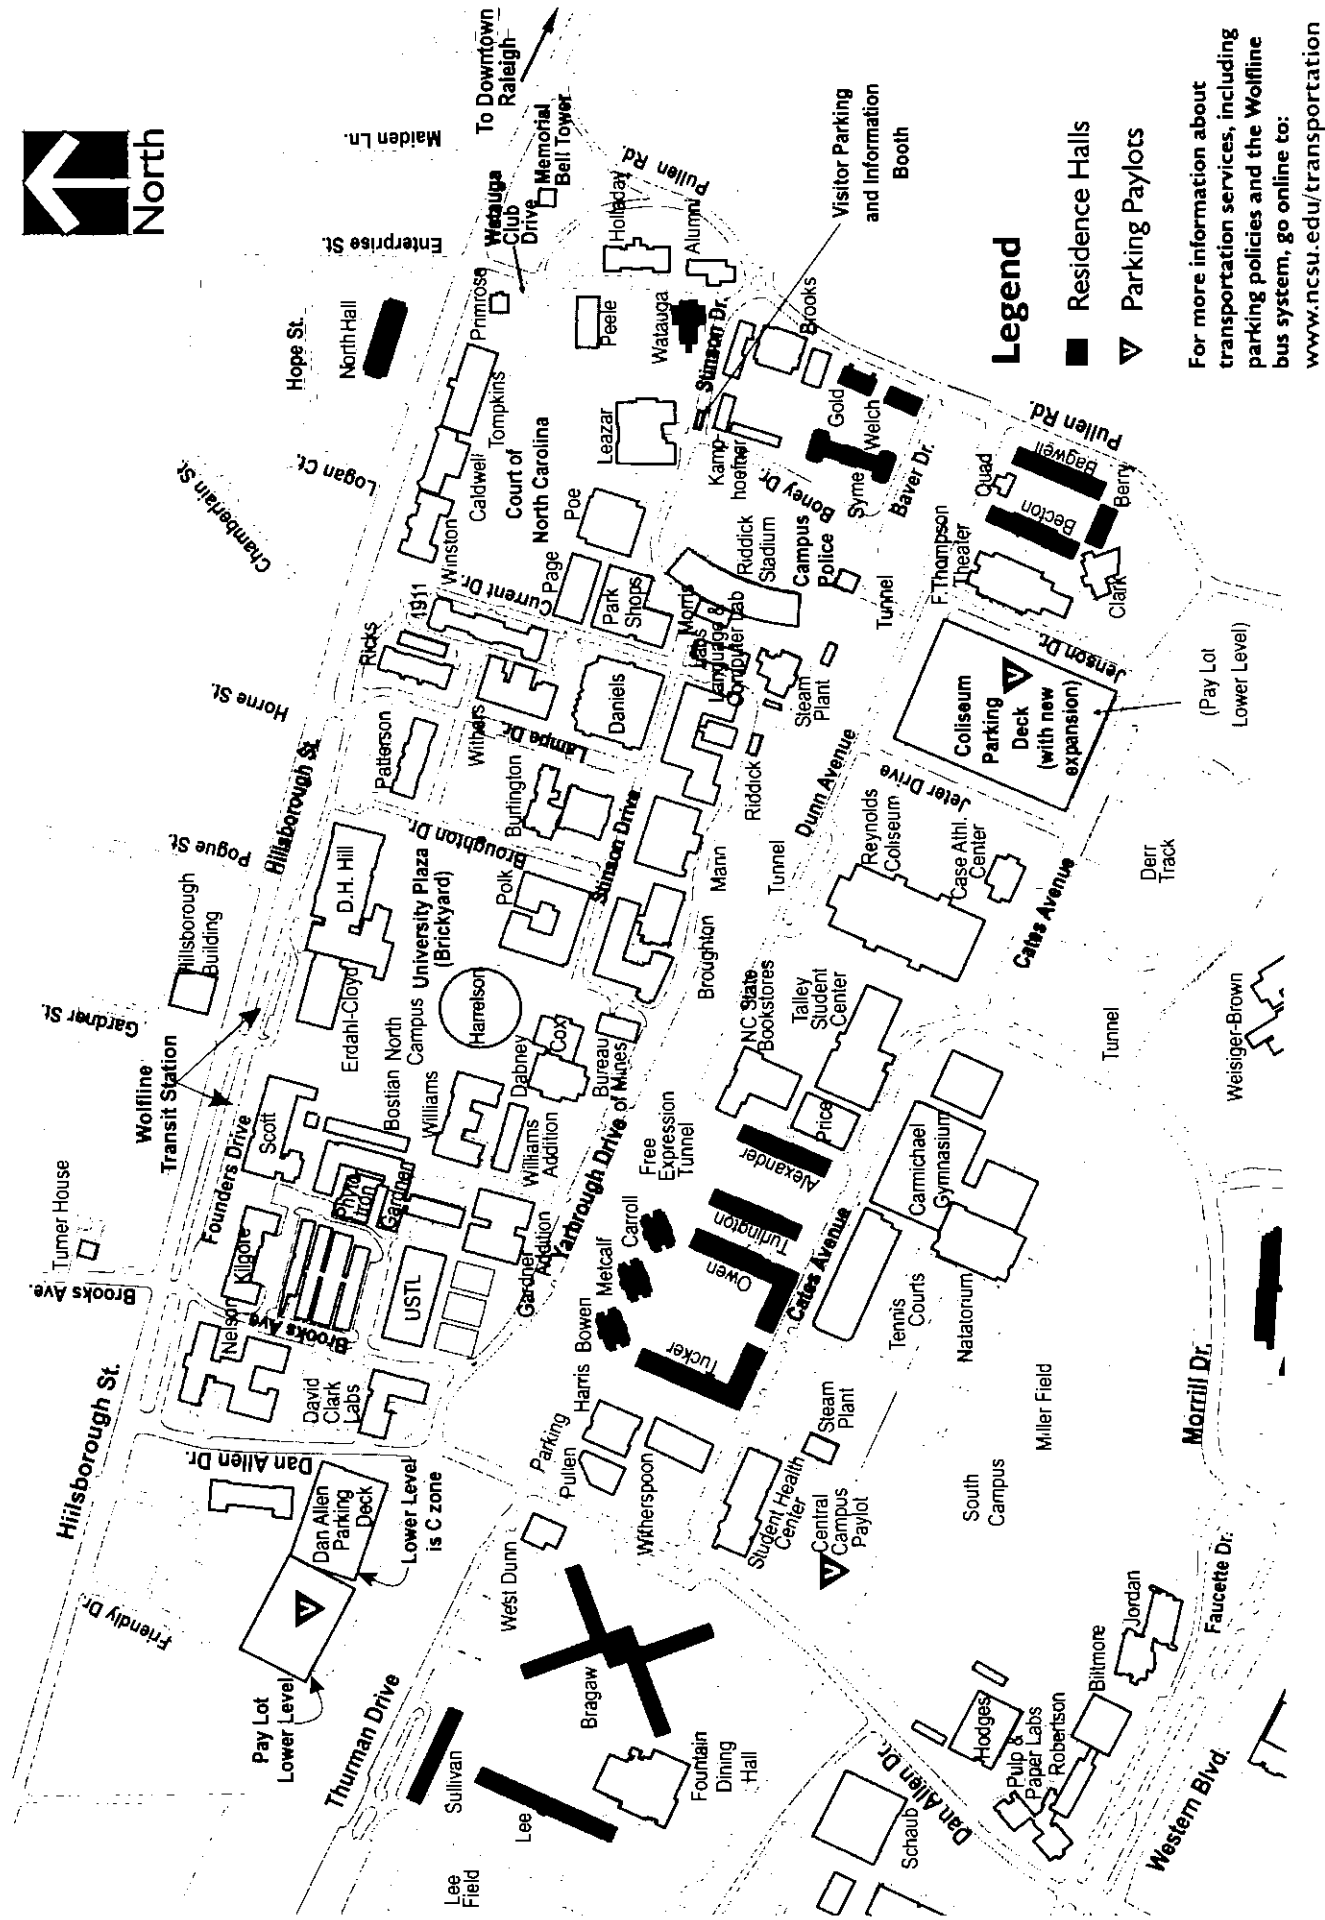 North
To Downtown
Raleigh
Maiden Ln.
Enterprise St.
Hope St.
Logan Ct.
Chamberlain St.
Horne St.
Pogue St.
Gardner St.
Brooks Ave.
Hillsborough St.
Hillsborough St.
Pullen Rd.
Pullen Rd.
Memorial
Bell Tower
Watauga
Club
Drive
Holladay
Alumni
Primrose
Peele
Watauga
Stinson Dr.
Brooks
North Hall
Tompkins
Caldwell
Winston
Court of
North Carolina
Leazar
Poe
Page
Park
Shops
Current Dr.
1911
Ricks
Kamp-
hoefner
Boney Dr.
Gold
Welch
Syme
Baver Dr.
Visitor Parking
and Information
Booth
Legend
Residence Halls
Parking Paylots
For more information about
transportation services, including
parking policies and the Wolfline
bus system, go online to:
www.ncsu.edu/transportation
Riddick
Stadium
Campus
Police
Tunnel
Quad
Bagwell
Becton
Berry
Clark
F. Thompson
Theater
Jenson Dr.
Morris
Labs
Language &
Computer Lab
Steam
Plant
Daniels
Withers
Lampe Dr.
Patterson
Burlington
Broughton Dr.
Riddick
Dunn Avenue
Coliseum
Parking
Deck
(with new
expansion)
(Pay Lot
Lower Level)
Jeter Drive
Reynolds
Coliseum
Case Athl.
Center
Cates Avenue
Derr
Track
Mann
Tunnel
Stinson Drive
Polk
D.H. Hill
University Plaza
(Brickyard)
Hillsborough
Building
Erdahl-Cloyd
Harrelson
Broughton
Bostian North
Campus
Williams
Dabney
Cox
Bureau
of Mines
NC State
Bookstores
Talley
Student
Center
Tunnel
Weisiger-Brown
Wolfline
Transit Station
Scott
Founders Drive
Phyto
tron
Gardner
Williams
Addition
Gardner
Addition
Yarbrough Drive
Free
Expression
Tunnel
Price
Alexander
Carmichael
Gymnasium
Turlington
Owen
Carroll
Metcalf
Bowen
Tucker
Cates Avenue
Tennis
Courts
Natatorium
Turner House
Kilgore
Nelson
Brooks Ave
USTL
David
Clark
Labs
Harris
Parking
Pullen
Witherspoon
Student Health
Center
Steam
Plant
Central
Campus
Paylot
South
Campus
Miller Field
Morrill Dr.
Faucette Dr.
Dan Allen Dr.
Dan Allen
Parking
Deck
Lower Level
is C zone
Friendly Dr.
Pay Lot
Lower Level
West Dunn
Bragaw
Thurman Drive
Sullivan
Lee
Lee
Field
Fountain
Dining
Hall
Dan Allen Dr.
Hodges
Pulp &
Paper Labs
Robertson
Biltmore
Jordan
Schaub
Western Blvd.